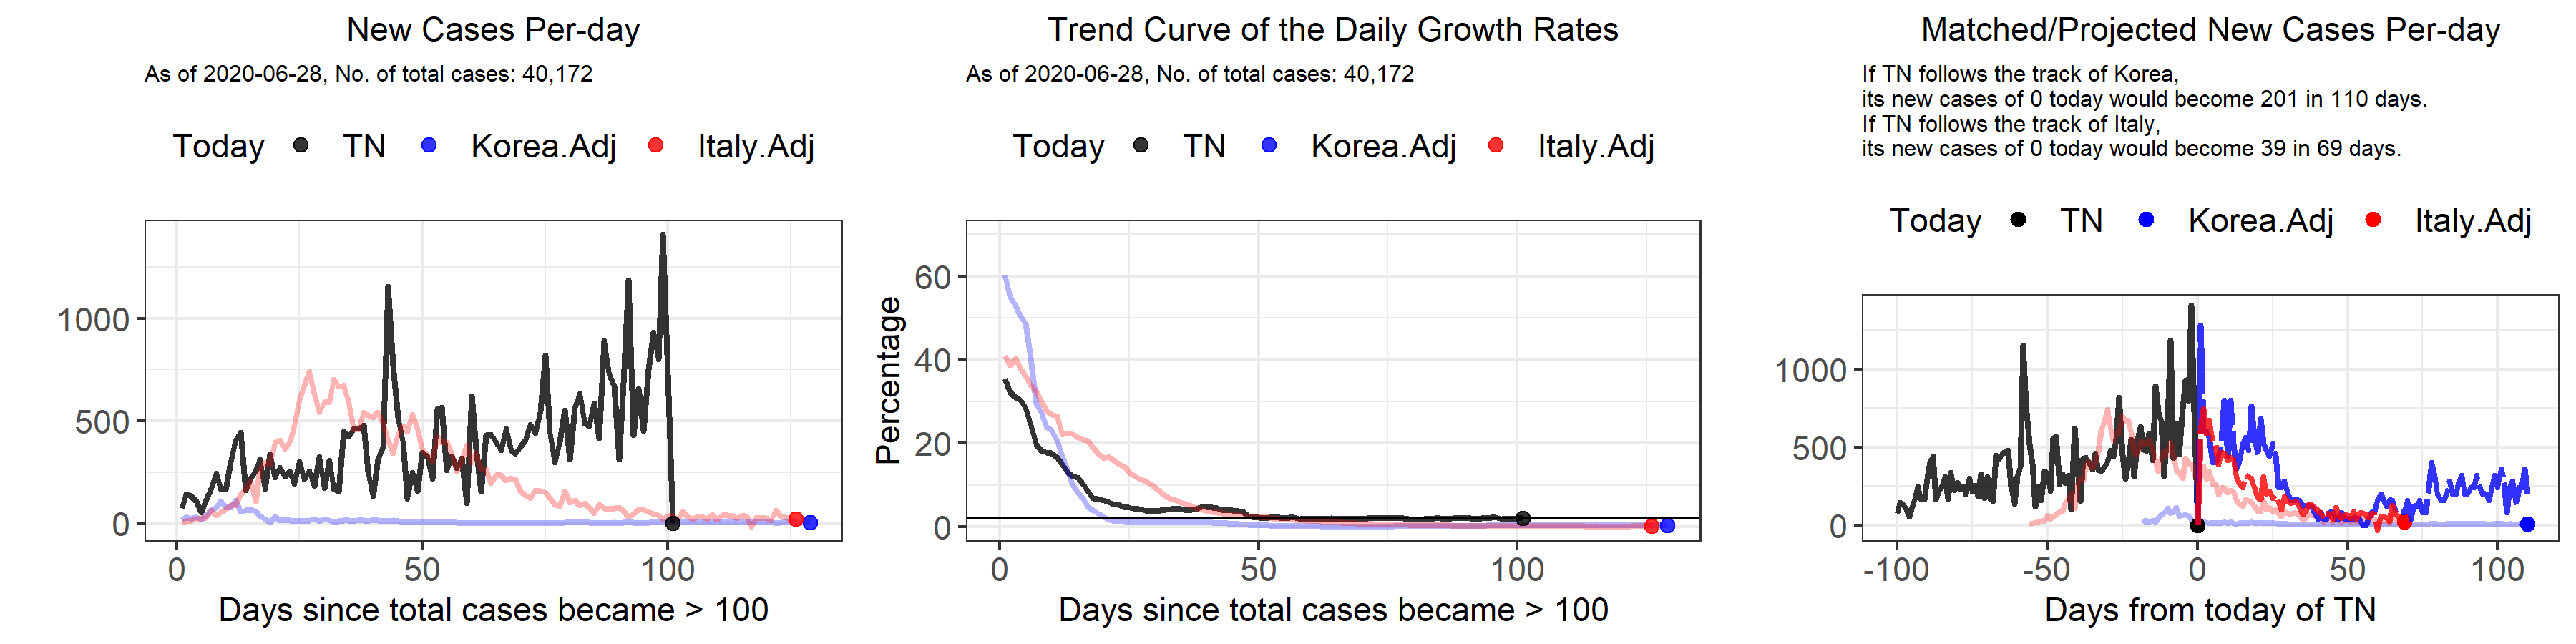 New Cases Per-day
As of 2020-06-28, No. of total cases: 40,172
Today TN Korea.Adj Italy.Adj
1000
500
0
0 50 100
Days since total cases became > 100
Trend Curve of the Daily Growth Rates
As of 2020-06-28, No. of total cases: 40,172
Today TN Korea.Adj Italy.Adj
Percentage
60
40
20
0
0 50 100
Days since total cases became > 100
Matched/Projected New Cases Per-day
If TN follows the track of Korea,
its new cases of 0 today would become 201 in 110 days.
If TN follows the track of Italy,
its new cases of 0 today would become 39 in 69 days.
Today TN Korea.Adj Italy.Adj
1000
500
0
-100 -50 0 50 100
Days from today of TN